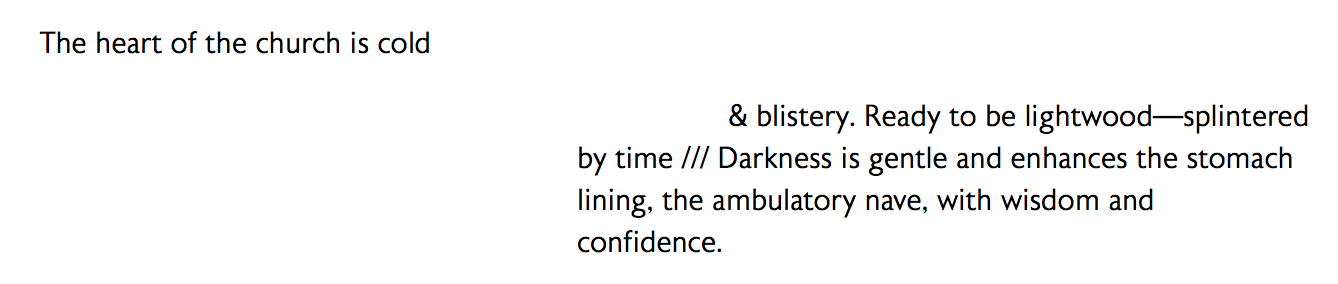 The heart of the church is cold
& blistery. Ready to be lightwood—splintered
by time /// Darkness is gentle and enhances the stomach
lining, the ambulatory nave, with wisdom and
confidence.